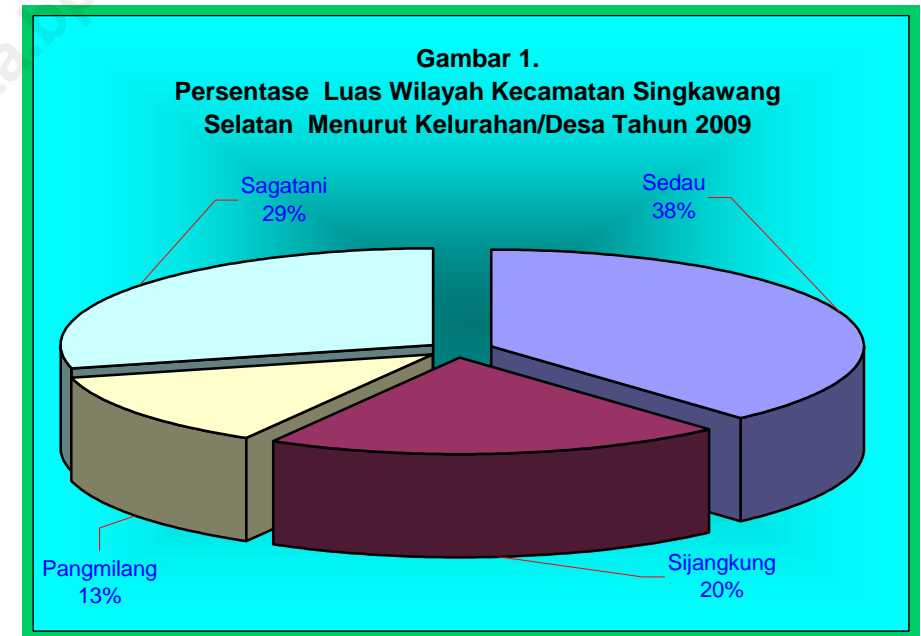 Gambar 1.
Persentase Luas Wilayah Kecamatan Singkawang
Selatan Menurut Kelurahan/Desa Tahun 2009
Sagatani
29%
Sedau
38%
Pangmilang
13%
Sijangkung
20%